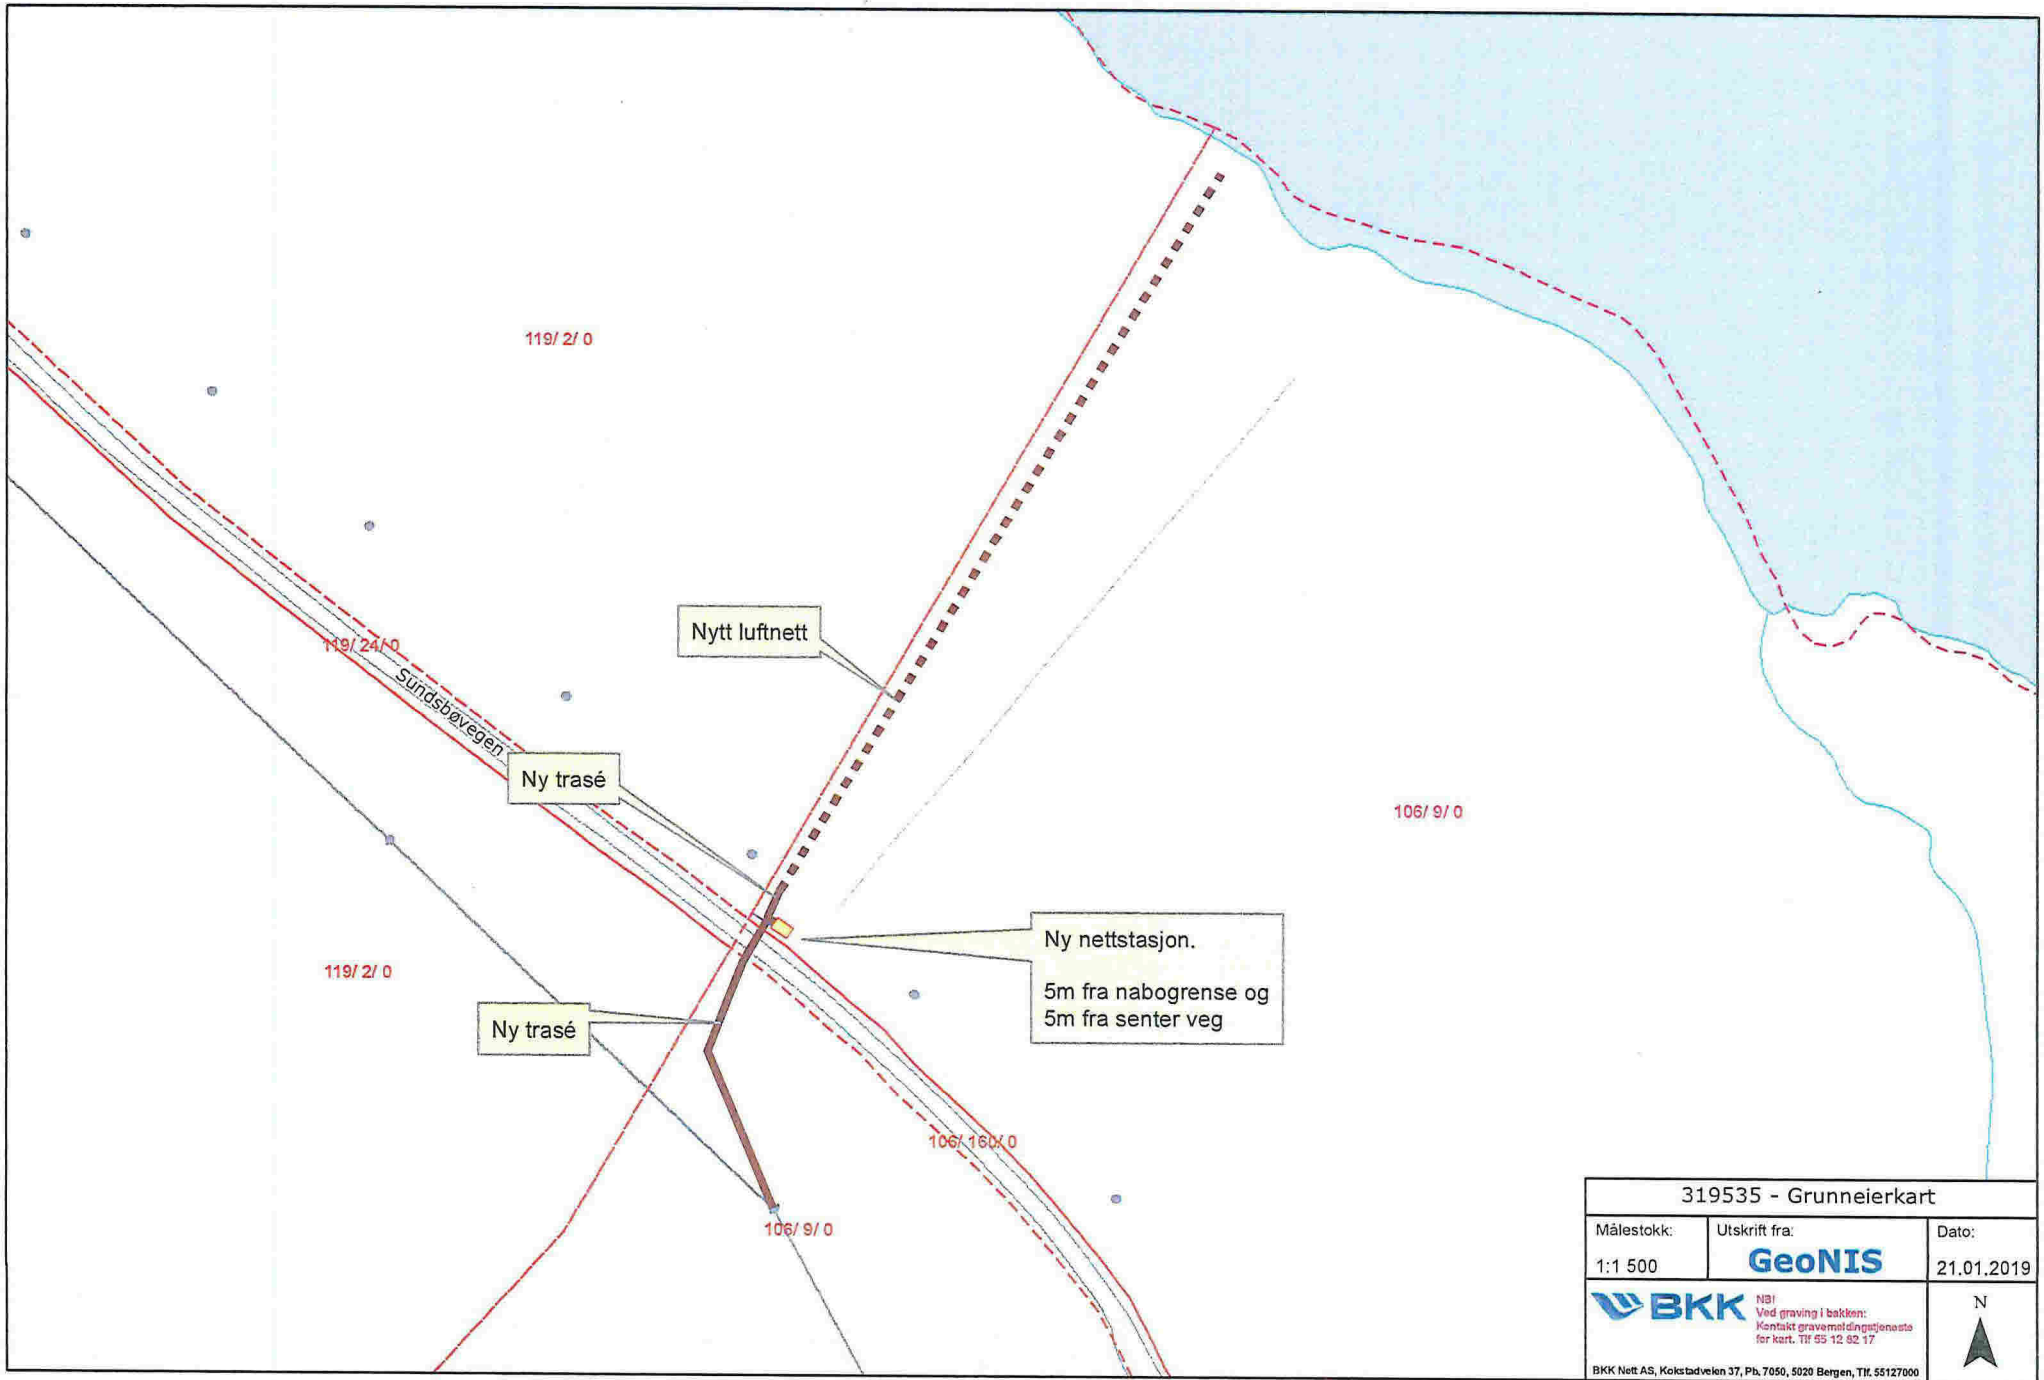 119/ 2/ 0
Nytt luftnett
119/ 24/ 0
Sundsbøvegen
Ny trasé
106/ 9/ 0
Ny nettstasjon.
5m fra nabogrense og
5m fra senter veg
119/ 2/ 0
Ny trasé
106/ 160/ 0
106/ 9/ 0
319535 - Grunneierkart
Målestokk:
1:1 500
Utskrift fra:
GeoNIS
Dato:
21.01.2019
BKK
NB!
Ved graving i bakken:
Kontakt gravemeldingstjeneste
for kart. Tlf 55 12 82 17
N
BKK Nett AS, Kokstadveien 37, Pb. 7050, 5020 Bergen, Tlf. 55127000